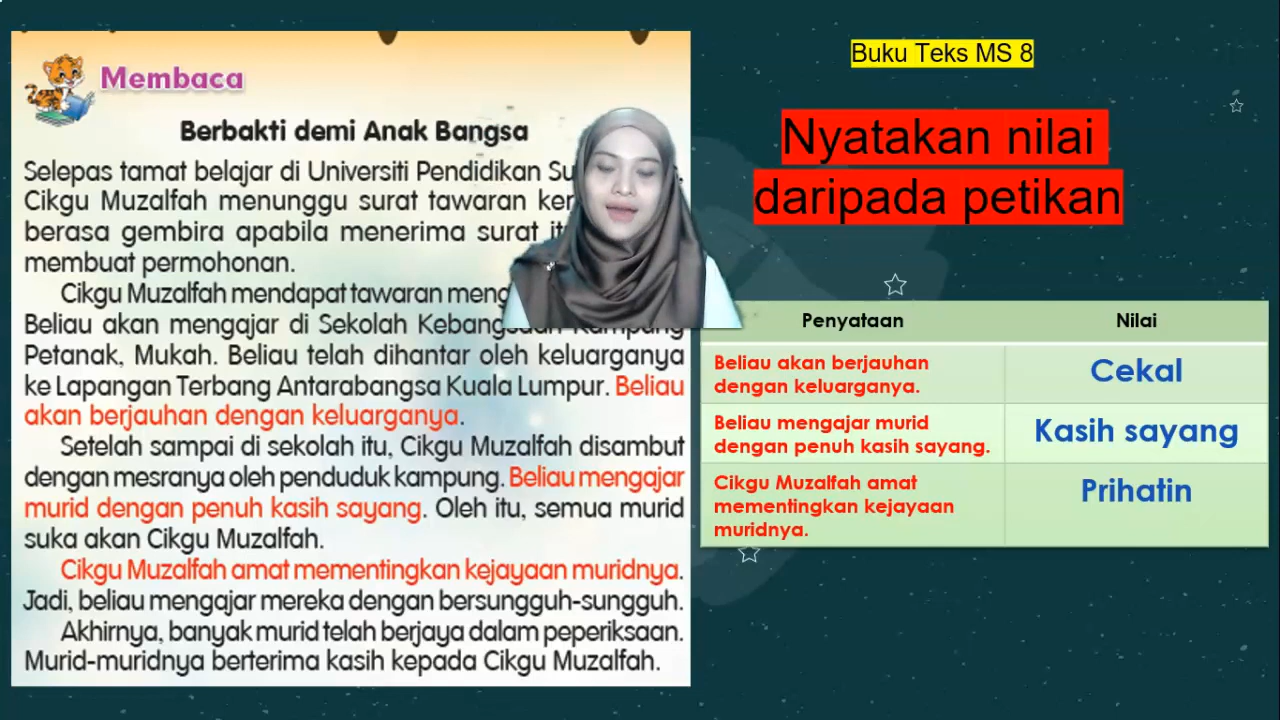 Membaca
Berbakti demi Anak Bangsa
Selepas tamat belajar di Universiti Pendidikan
Cikgu Muzalfah menunggu surat tawaran
berasa gembira apabila menerima surat
membuat permohonan.
Cikgu Muzalfah mendapat tawaran
Beliau akan mengajar di Sekolah Kebangsaan Kampung
Petanak, Mukah. Beliau telah dihantar oleh keluarganya
ke Lapangan Terbang Antarabangsa Kuala Lumpur. Beliau
akan berjauhan dengan keluarganya.
Setelah sampai di sekolah itu, Cikgu Muzalfah disambut
dengan mesranya oleh penduduk kampung. Beliau mengajar
murid dengan penuh kasih sayang. Oleh itu, semua murid
suka akan Cikgu Muzalfah.
Cikgu Muzalfah amat mementingkan kejayaan muridnya.
Jadi, beliau mengajar mereka dengan bersungguh-sungguh.
Akhirnya, banyak murid telah berjaya dalam peperiksaan.
Murid-muridnya berterima kasih kepada Cikgu Muzalfah.
Buku Teks MS 8
Nyatakan nilai
daripada petikan
Penyataan Nilai
Beliau akan berjauhan
dengan keluarganya.
Cekal
Beliau mengajar murid
dengan penuh kasih sayang.
Kasih sayang
Cikgu Muzalfah amat
mementingkan kejayaan
muridnya.
Prihatin